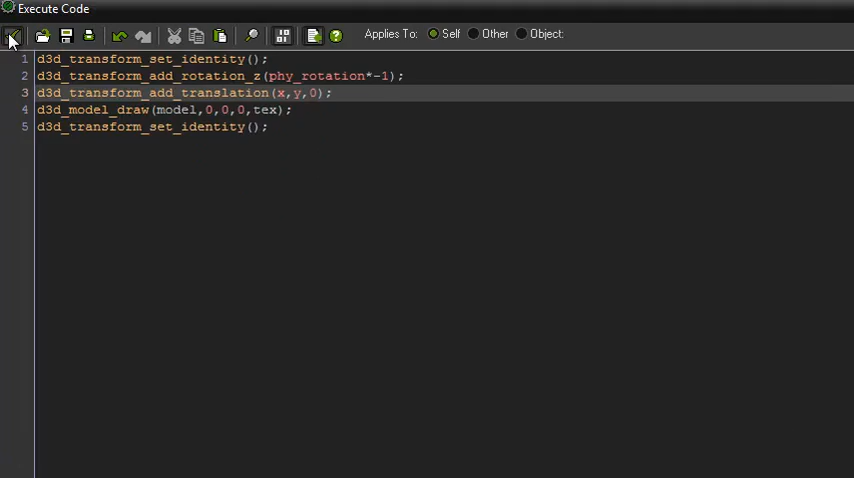 Execute Code
Applies To: Self Other Object:
1 d3d_transform_set_identity();
2 d3d_transform_add_rotation_z(phy_rotation*-1);
3 d3d_transform_add_translation(x,y,0);
4 d3d_model_draw(model,0,0,0,tex);
5 d3d_transform_set_identity();